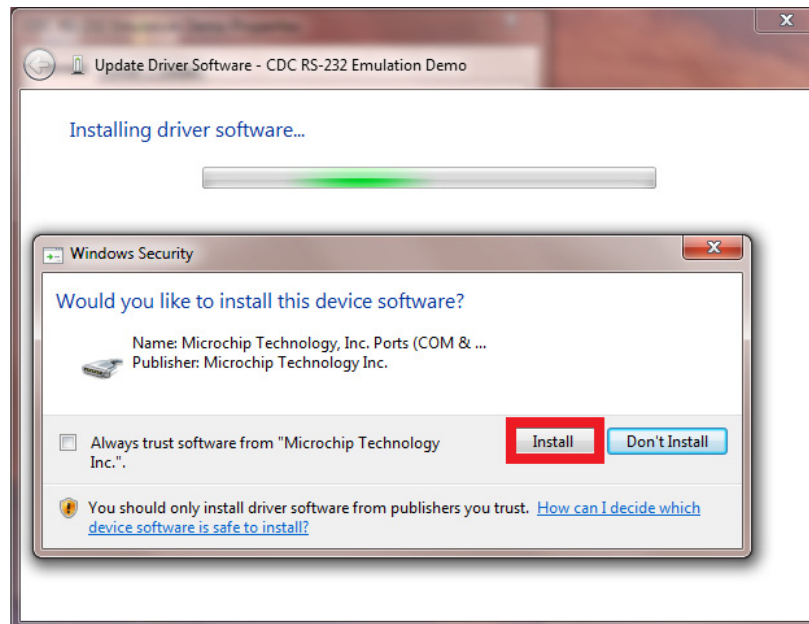 Update Driver Software - CDC RS-232 Emulation Demo
Installing driver software...
Windows Security
Would you like to install this device software?
Name: Microchip Technology, Inc. Ports (COM & ...
Publisher: Microchip Technology Inc.
Always trust software from "Microchip Technology
Inc.".
Install
Don't Install
You should only install driver software from publishers you trust. How can I decide which
device software is safe to install?